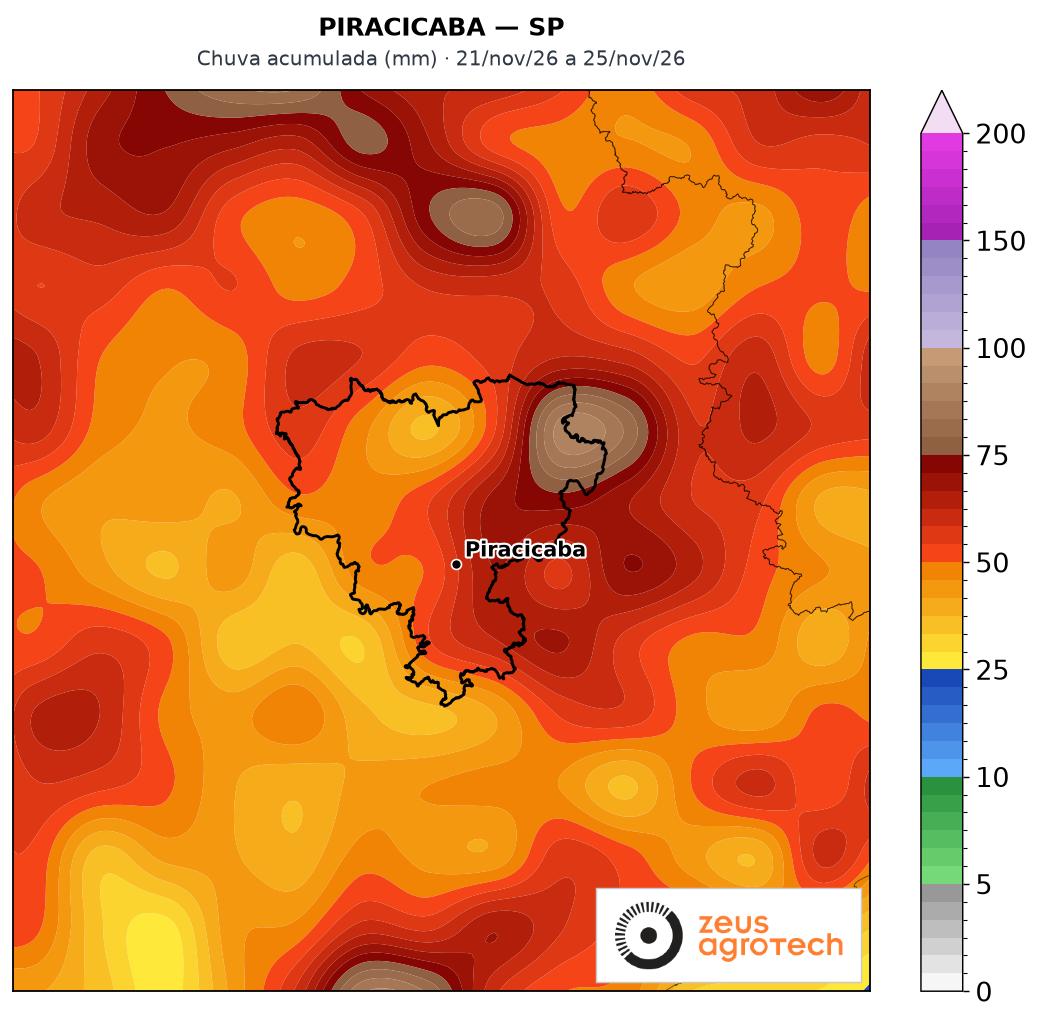 PIRACICABA — SP
Chuva acumulada (mm) · 21/nov/26 a 25/nov/26
200
150
100
75
50
25
10
5
0
Piracicaba
zeus
agrotech